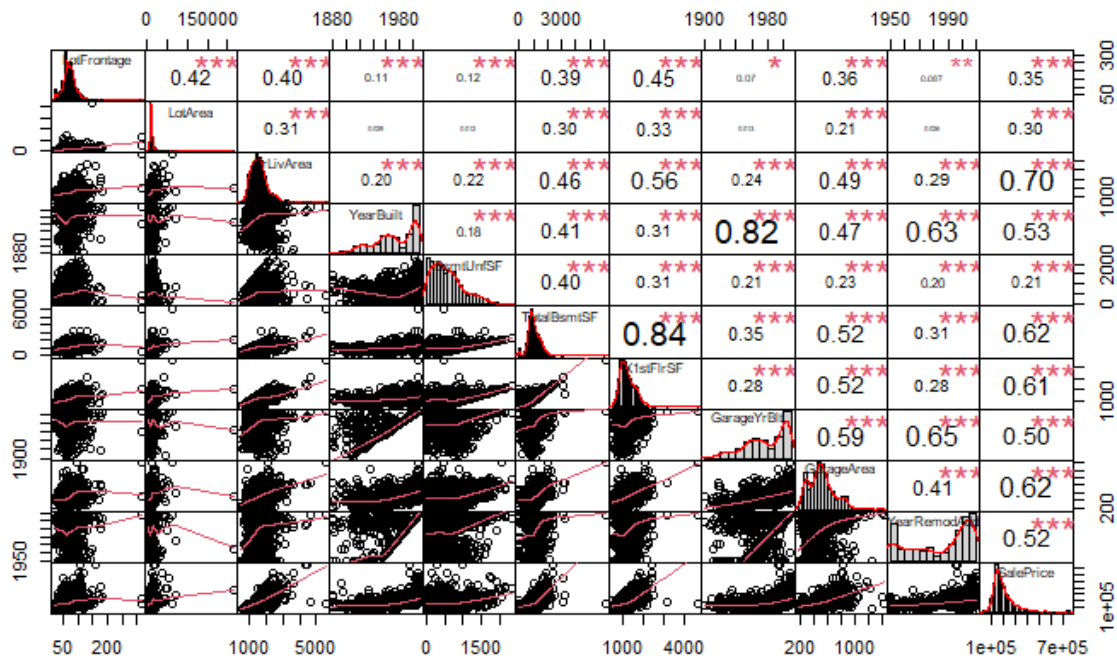 0 150000 1880 1980 0 3000 1900 1980 1950 1990
LotFrontage 0.42 *** 0.40 *** 0.11 *** 0.12 *** 0.39 *** 0.45 *** 0.07 * 0.36 *** ** 0.35 *** 50 300
0 LotArea 0.31 *** 0.30 *** 0.33 *** 0.21 *** 0.30 ***
rLivArea 0.20 *** 0.22 *** 0.46 *** 0.56 *** 0.24 *** 0.49 *** 0.29 *** 0.70 *** 1000
1880 YearBuilt 0.18 *** 0.41 *** 0.31 *** 0.82 *** 0.47 *** 0.63 *** 0.53 ***
smtUnfSF 0.40 *** 0.31 *** 0.21 *** 0.23 *** 0.20 *** 0.21 *** 0 2000
0 6000 TotalBsmtSF 0.84 *** 0.35 *** 0.52 *** 0.31 *** 0.62 ***
X1stFlrSF 0.28 *** 0.52 *** 0.28 *** 0.61 *** 1000
1900 GarageYrBlt 0.59 *** 0.65 *** 0.50 ***
GarageArea 0.41 *** 0.62 *** 200
1950 YearRemod 0.52 ***
SalePrice 1e+05
50 200 1000 5000 0 1500 1000 4000 200 1000 1e+05 7e+05